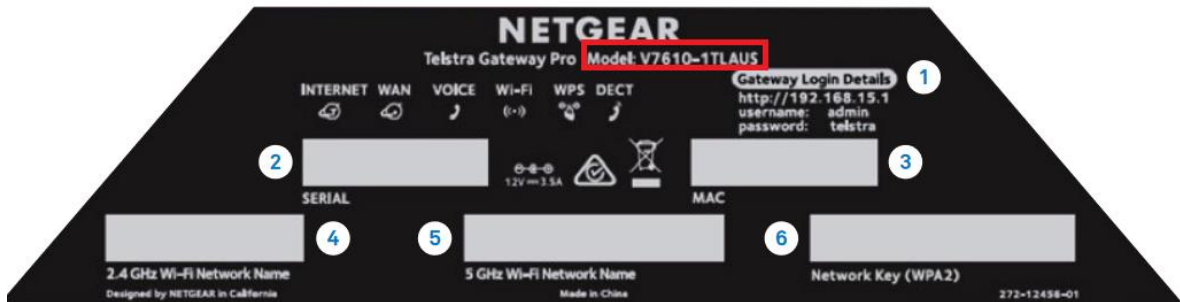 NETGEAR
Telstra Gateway Pro Model: V7610-1TLAUS
Gateway Login Details
1
http://192.168.15.1
username: admin
password: telstra
INTERNET WAN VOICE Wi-Fi WPS DECT
2
3
12V 3.5A
SERIAL
MAC
4
5
6
2.4 GHz Wi-Fi Network Name
5 GHz Wi-Fi Network Name
Network Key (WPA2)
Designed by NETGEAR in California
Made in China
272-12456-01